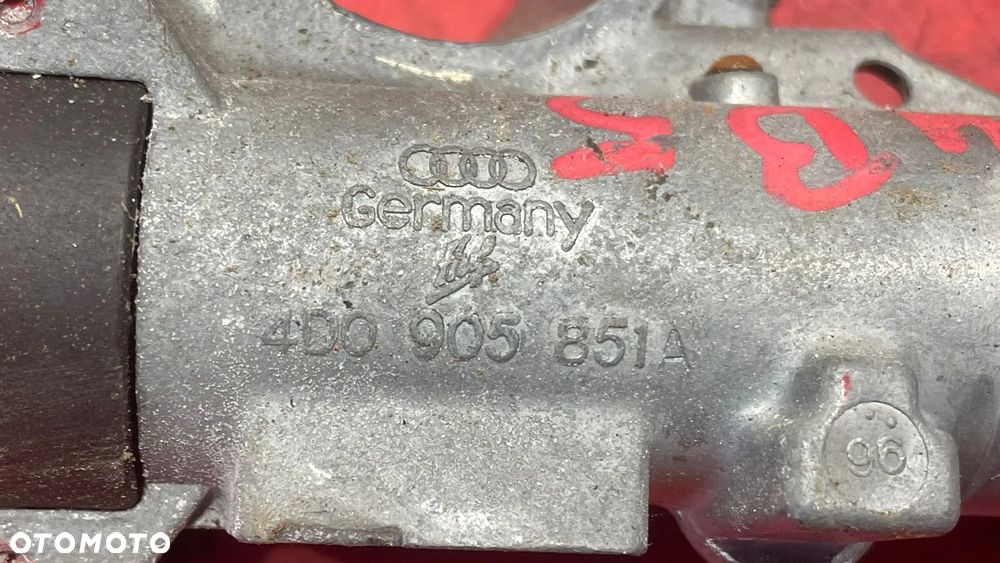 Germany
4D0 905 851A
96
OTOMOTO